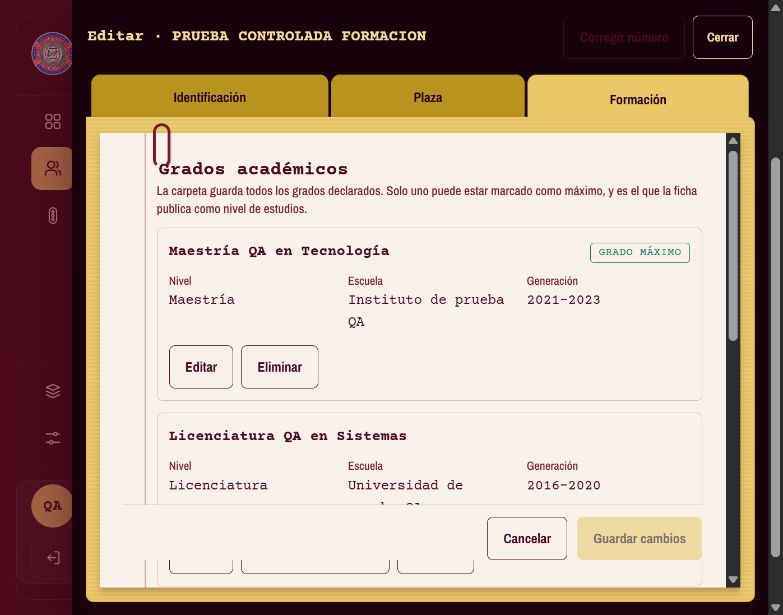 Editar · PRUEBA CONTROLADA FORMACION
Corregir número
Cerrar
Identificación
Plaza
Formación
Grados académicos
La carpeta guarda todos los grados declarados. Solo uno puede estar marcado como máximo, y es el que la ficha
publica como nivel de estudios.
Maestría QA en Tecnología
GRADO MÁXIMO
Nivel
Escuela
Generación
Maestría
Instituto de prueba
QA
2021-2023
Editar
Eliminar
Licenciatura QA en Sistemas
Nivel
Escuela
Generación
Licenciatura
Universidad de
2016-2020
QA
Cancelar
Guardar cambios